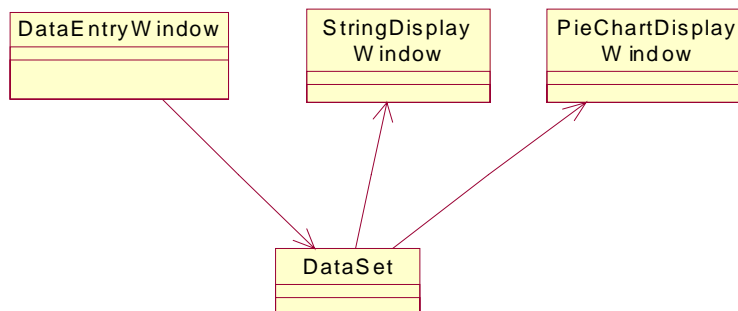 DataEntryWindow
StringDisplay
Window
PieChartDisplay
Window
DataSet